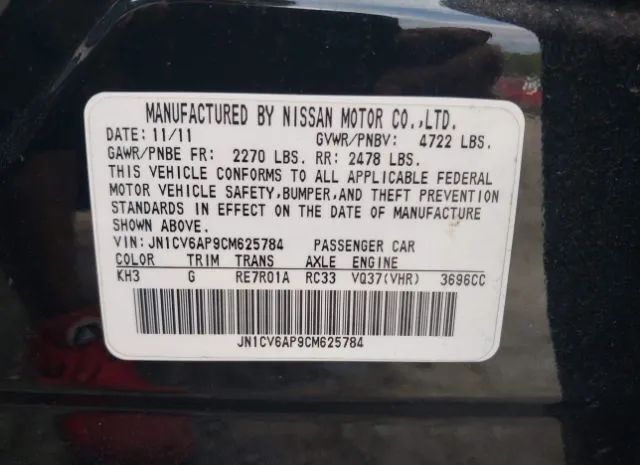 MANUFACTURED BY NISSAN MOTOR CO.,LTD.
DATE: 11/11 GVWR/PNBV: 4722 LBS.
GAWR/PNBE FR: 2270 LBS. RR: 2478 LBS.
THIS VEHICLE CONFORMS TO ALL APPLICABLE FEDERAL
MOTOR VEHICLE SAFETY,BUMPER,AND THEFT PREVENTION
STANDARDS IN EFFECT ON THE DATE OF MANUFACTURE
SHOWN ABOVE.
VIN: JN1CV6AP9CM625784 PASSENGER CAR
COLOR TRIM TRANS AXLE ENGINE
KH3 G RE7R01A RC33 VQ37(VHR) 3696CC
JN1CV6AP9CM625784